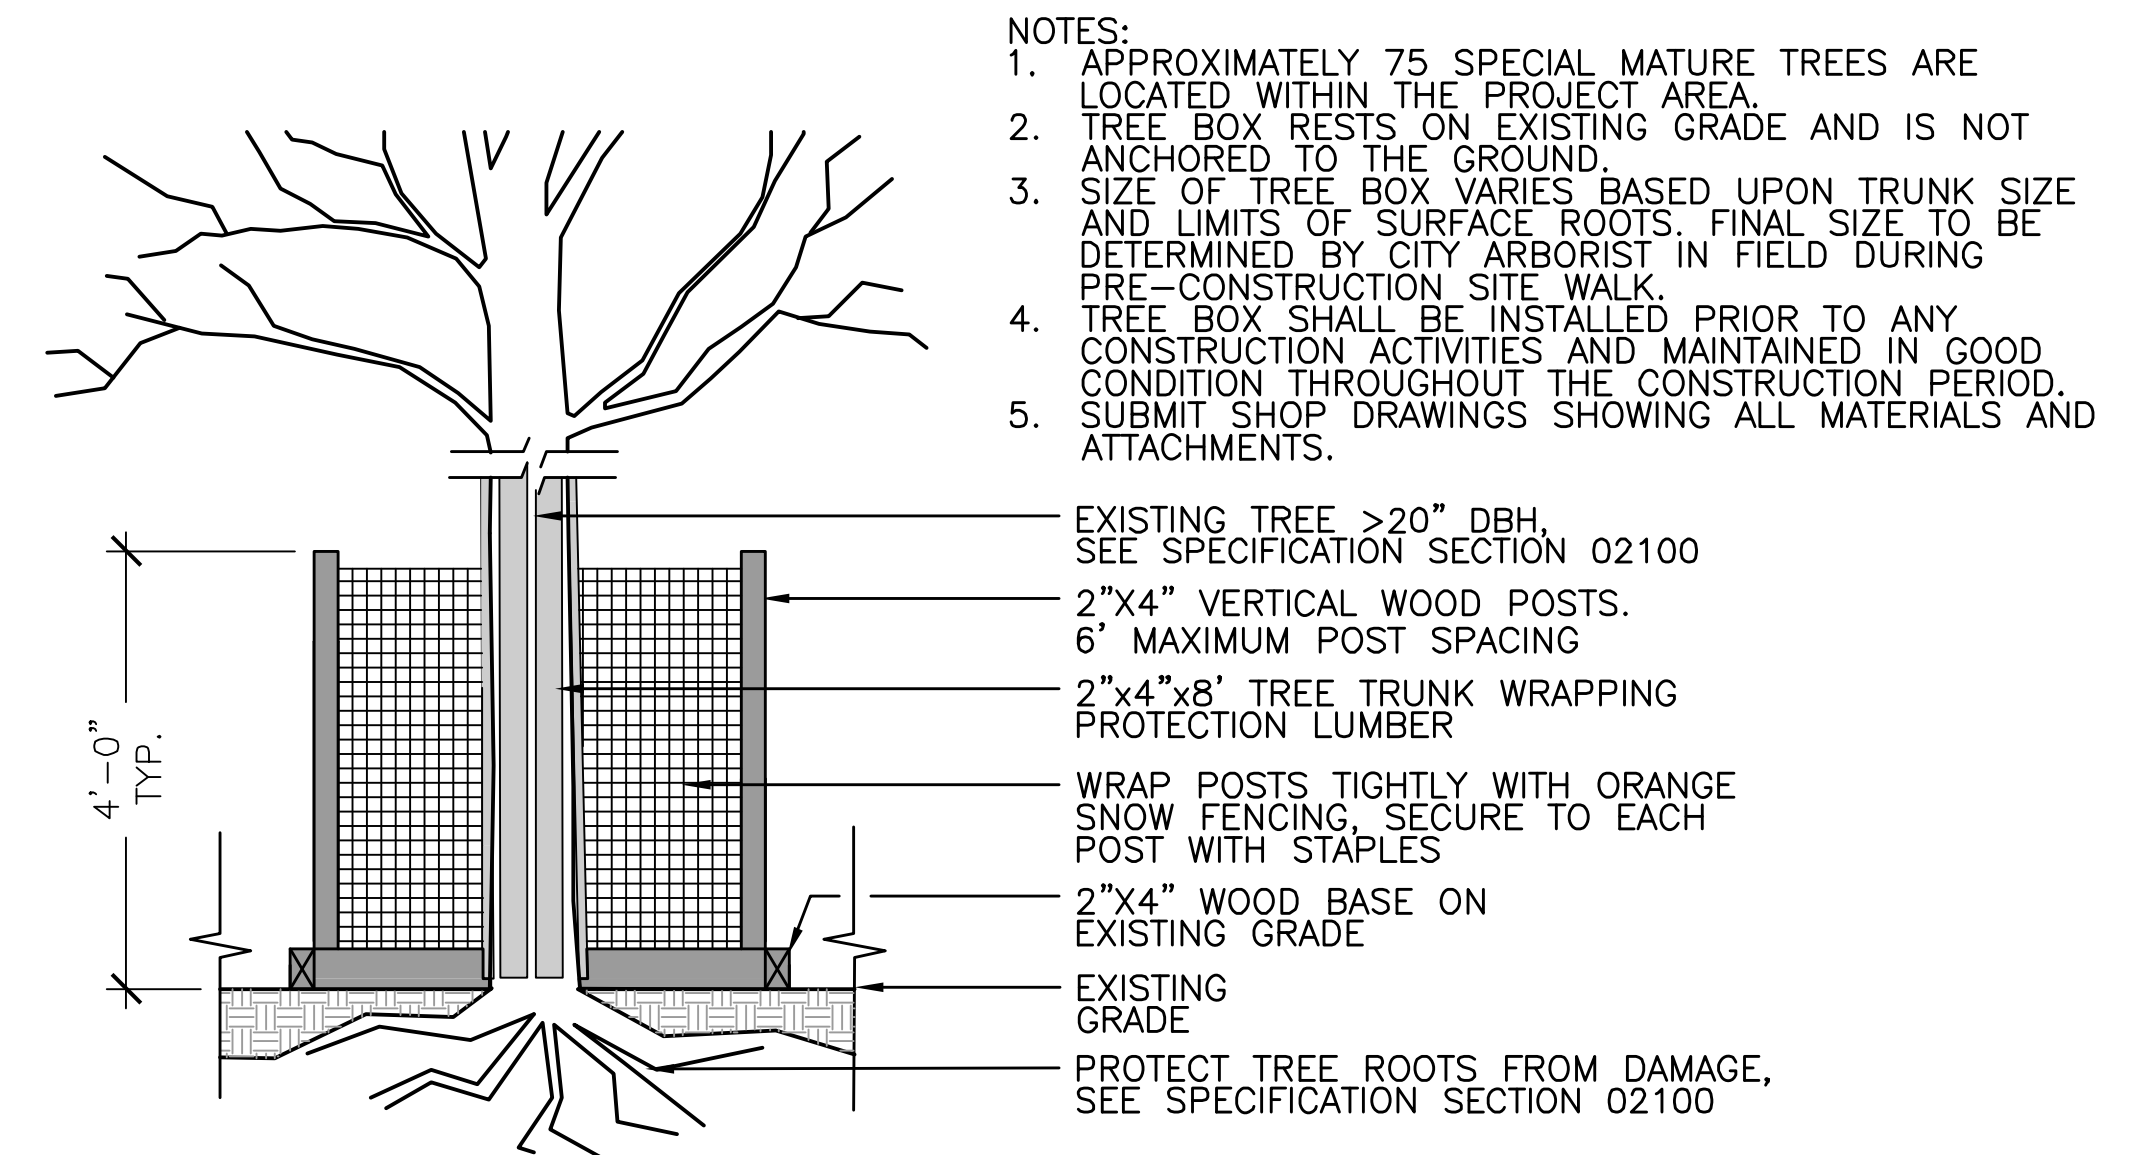 NOTES:
1. APPROXIMATELY 75 SPECIAL MATURE TREES ARE
LOCATED WITHIN THE PROJECT AREA.
2. TREE BOX RESTS ON EXISTING GRADE AND IS NOT
ANCHORED TO THE GROUND.
3. SIZE OF TREE BOX VARIES BASED UPON TRUNK SIZE
AND LIMITS OF SURFACE ROOTS. FINAL SIZE TO BE
DETERMINED BY CITY ARBORIST IN FIELD DURING
PRE-CONSTRUCTION SITE WALK.
4. TREE BOX SHALL BE INSTALLED PRIOR TO ANY
CONSTRUCTION ACTIVITIES AND MAINTAINED IN GOOD
CONDITION THROUGHOUT THE CONSTRUCTION PERIOD.
5. SUBMIT SHOP DRAWINGS SHOWING ALL MATERIALS AND
ATTACHMENTS.
EXISTING TREE >20" DBH,
SEE SPECIFICATION SECTION 02100
2"X4" VERTICAL WOOD POSTS.
6' MAXIMUM POST SPACING
2"x4"x8' TREE TRUNK WRAPPING
PROTECTION LUMBER
WRAP POSTS TIGHTLY WITH ORANGE
SNOW FENCING, SECURE TO EACH
POST WITH STAPLES
2"X4" WOOD BASE ON
EXISTING GRADE
EXISTING
GRADE
PROTECT TREE ROOTS FROM DAMAGE,
SEE SPECIFICATION SECTION 02100
4'-0"
TYP.